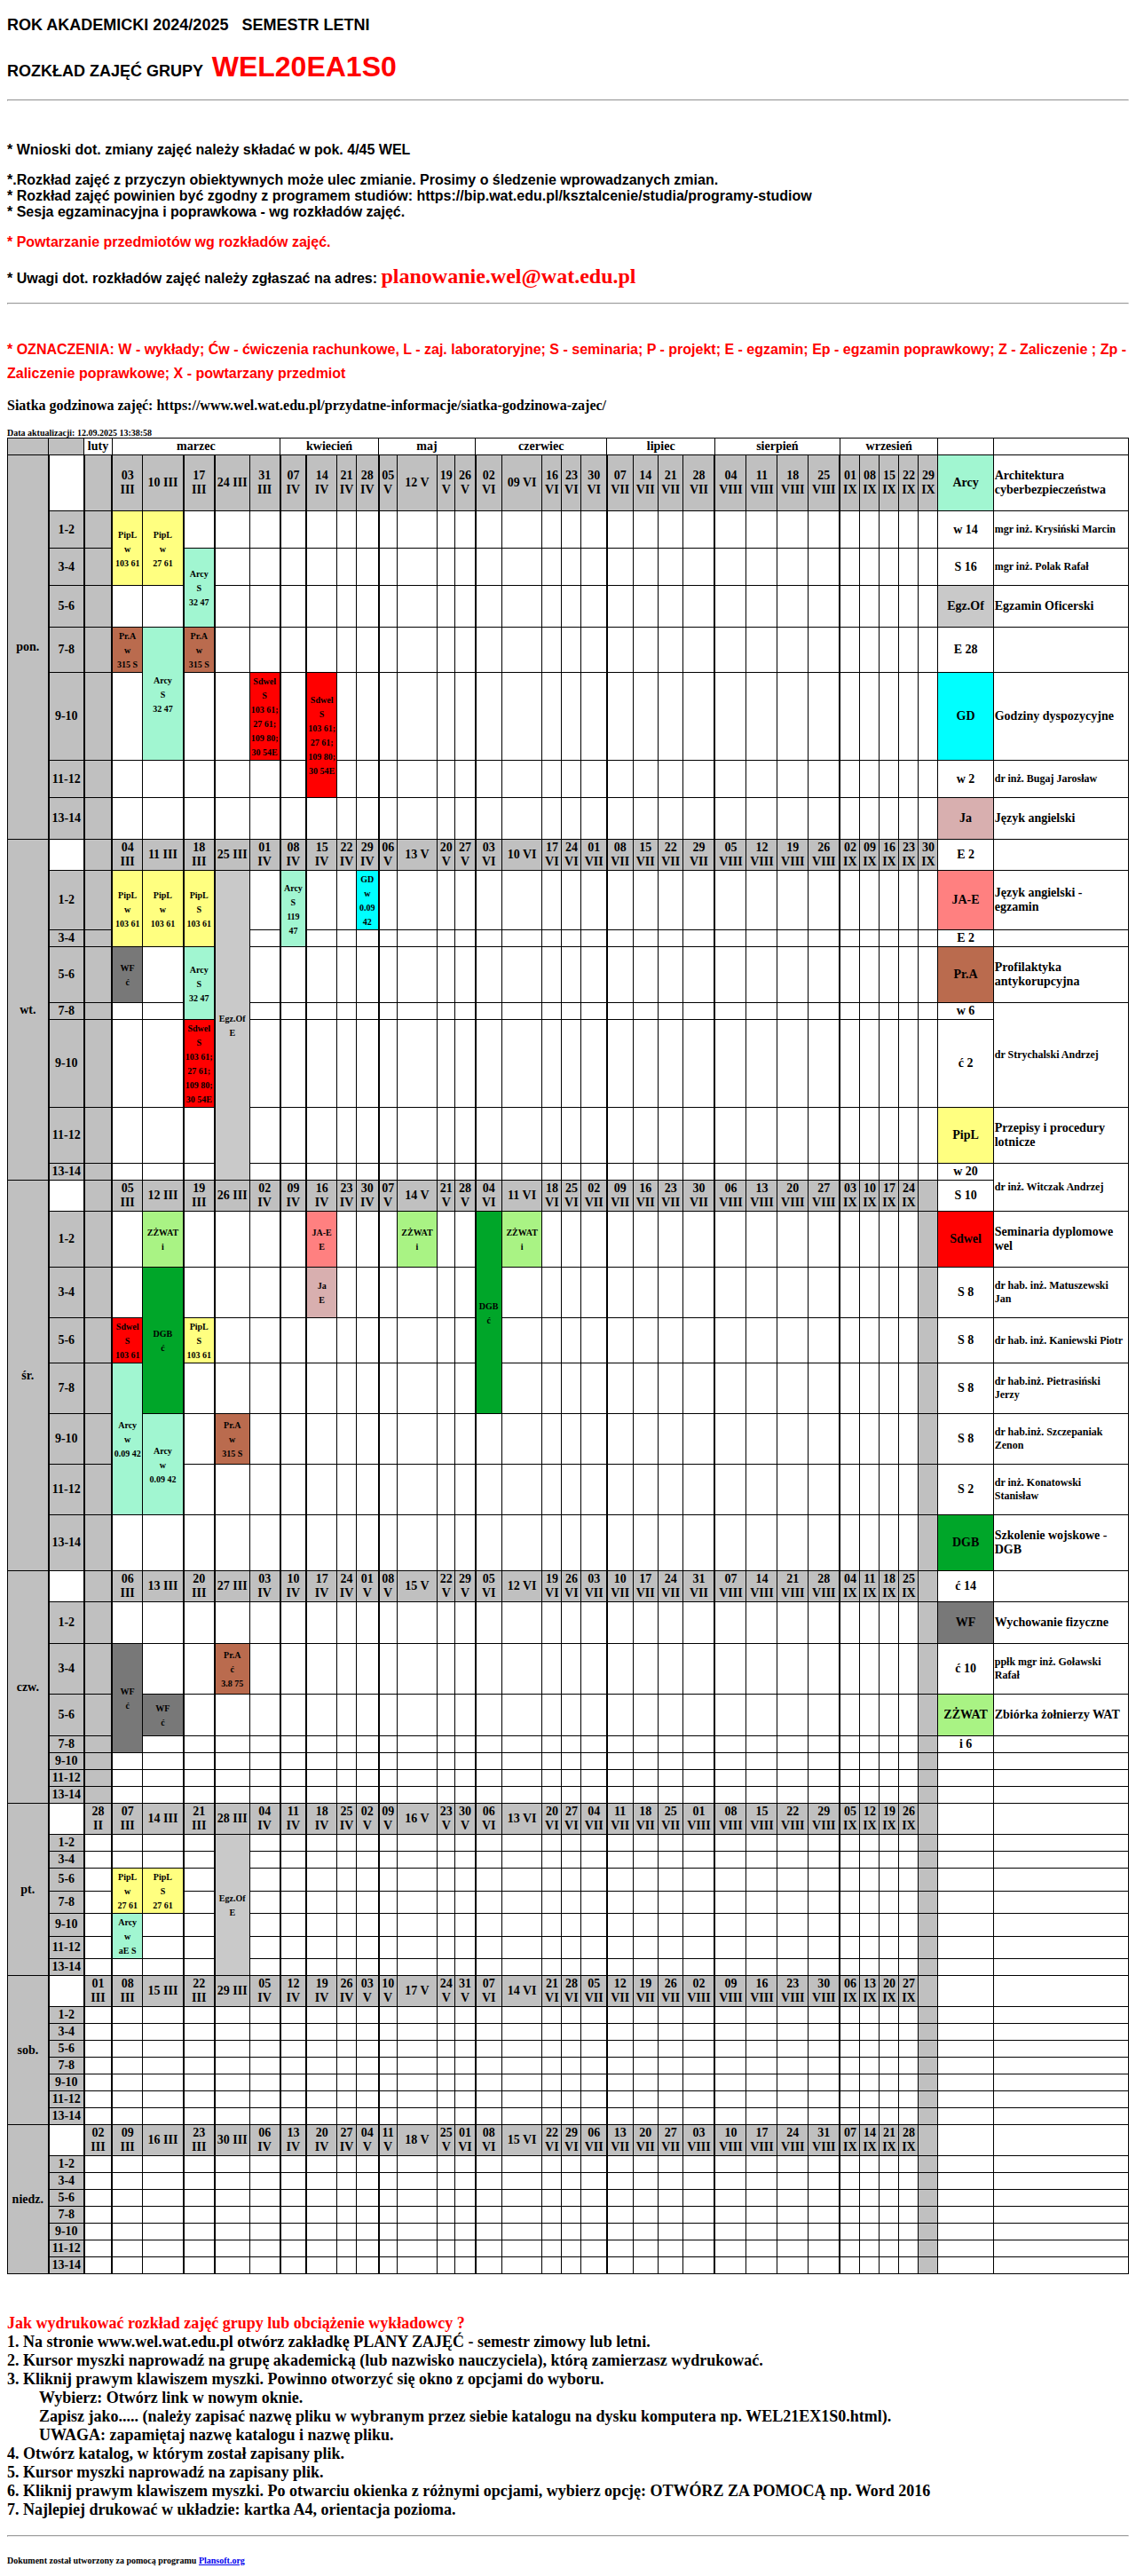 ROK AKADEMICKI 2024/2025 SEMESTR LETNI
ROZKŁAD ZAJĘĆ GRUPY WEL20EA1S0
* Wnioski dot. zmiany zajęć należy składać w pok. 4/45 WEL
*.Rozkład zajęć z przyczyn obiektywnych może ulec zmianie. Prosimy o śledzenie wprowadzanych zmian.
* Rozkład zajęć powinien być zgodny z programem studiów: https://bip.wat.edu.pl/ksztalcenie/studia/programy-studiow
* Sesja egzaminacyjna i poprawkowa - wg rozkładów zajęć.
* Powtarzanie przedmiotów wg rozkładów zajęć.
* Uwagi dot. rozkładów zajęć należy zgłaszać na adres: planowanie.wel@wat.edu.pl
* OZNACZENIA: W - wykłady; Ćw - ćwiczenia rachunkowe, L - zaj. laboratoryjne; S - seminaria; P - projekt; E - egzamin; Ep - egzamin poprawkowy; Z - Zaliczenie ; Zp -
Zaliczenie poprawkowe; X - powtarzany przedmiot
Siatka godzinowa zajęć: https://www.wel.wat.edu.pl/przydatne-informacje/siatka-godzinowa-zajec/
Data aktualizacji: 12.09.2025 13:38:58
luty marzec kwiecień maj czerwiec lipiec sierpień wrzesień
pon. 03 III 10 III 17 III 24 III 31 III 07 IV 14 IV 21 IV 28 IV 05 V 12 V 19 V 26 V 02 VI 09 VI 16 VI 23 VI 30 VI 07 VII 14 VII 21 VII 28 VII 04 VIII 11 VIII 18 VIII 25 VIII 01 IX 08 IX 15 IX 22 IX 29 IX Arcy Architektura cyberbezpieczeństwa
1-2 PipL w 103 61 PipL w 27 61 w 14 mgr inż. Krysiński Marcin
3-4 Arcy S 32 47 S 16 mgr inż. Polak Rafał
5-6 Egz.Of Egzamin Oficerski
7-8 Pr.A w 315 S Arcy S 32 47 Pr.A w 315 S E 28
9-10 Sdwel S 103 61; 27 61; 109 80; 30 54E Sdwel S 103 61; 27 61; 109 80; 30 54E GD Godziny dyspozycyjne
11-12 w 2 dr inż. Bugaj Jarosław
13-14 Ja Język angielski
wt. 04 III 11 III 18 III 25 III 01 IV 08 IV 15 IV 22 IV 29 IV 06 V 13 V 20 V 27 V 03 VI 10 VI 17 VI 24 VI 01 VII 08 VII 15 VII 22 VII 29 VII 05 VIII 12 VIII 19 VIII 26 VIII 02 IX 09 IX 16 IX 23 IX 30 IX E 2
1-2 PipL w 103 61 PipL w 103 61 PipL S 103 61 Egz.Of E Arcy S 119 47 GD w 0.09 42 JA-E Język angielski - egzamin
3-4 E 2
5-6 WF ć Arcy S 32 47 Pr.A Profilaktyka antykorupcyjna
7-8 w 6 dr Strychalski Andrzej
9-10 Sdwel S 103 61; 27 61; 109 80; 30 54E ć 2
11-12 PipL Przepisy i procedury lotnicze
13-14 w 20 dr inż. Witczak Andrzej
śr. 05 III 12 III 19 III 26 III 02 IV 09 IV 16 IV 23 IV 30 IV 07 V 14 V 21 V 28 V 04 VI 11 VI 18 VI 25 VI 02 VII 09 VII 16 VII 23 VII 30 VII 06 VIII 13 VIII 20 VIII 27 VIII 03 IX 10 IX 17 IX 24 IX S 10
1-2 ZŻWAT i JA-E E ZŻWAT i DGB ć ZŻWAT i Sdwel Seminaria dyplomowe wel
3-4 DGB ć Ja E S 8 dr hab. inż. Matuszewski Jan
5-6 Sdwel S 103 61 PipL S 103 61 S 8 dr hab. inż. Kaniewski Piotr
7-8 Arcy w 0.09 42 S 8 dr hab.inż. Pietrasiński Jerzy
9-10 Arcy w 0.09 42 Pr.A w 315 S S 8 dr hab.inż. Szczepaniak Zenon
11-12 S 2 dr inż. Konatowski Stanisław
13-14 DGB Szkolenie wojskowe - DGB
czw. 06 III 13 III 20 III 27 III 03 IV 10 IV 17 IV 24 IV 01 V 08 V 15 V 22 V 29 V 05 VI 12 VI 19 VI 26 VI 03 VII 10 VII 17 VII 24 VII 31 VII 07 VIII 14 VIII 21 VIII 28 VIII 04 IX 11 IX 18 IX 25 IX ć 14
1-2 WF Wychowanie fizyczne
3-4 WF ć Pr.A ć 3.8 75 ć 10 ppłk mgr inż. Goławski Rafał
5-6 WF ć ZŻWAT Zbiórka żołnierzy WAT
7-8 i 6
9-10
11-12
13-14
pt. 28 II 07 III 14 III 21 III 28 III 04 IV 11 IV 18 IV 25 IV 02 V 09 V 16 V 23 V 30 V 06 VI 13 VI 20 VI 27 VI 04 VII 11 VII 18 VII 25 VII 01 VIII 08 VIII 15 VIII 22 VIII 29 VIII 05 IX 12 IX 19 IX 26 IX
1-2 Egz.Of E
3-4
5-6 PipL w 27 61 PipL S 27 61
7-8
9-10 Arcy w aE S
11-12
13-14
sob. 01 III 08 III 15 III 22 III 29 III 05 IV 12 IV 19 IV 26 IV 03 V 10 V 17 V 24 V 31 V 07 VI 14 VI 21 VI 28 VI 05 VII 12 VII 19 VII 26 VII 02 VIII 09 VIII 16 VIII 23 VIII 30 VIII 06 IX 13 IX 20 IX 27 IX
1-2
3-4
5-6
7-8
9-10
11-12
13-14
niedz. 02 III 09 III 16 III 23 III 30 III 06 IV 13 IV 20 IV 27 IV 04 V 11 V 18 V 25 V 01 VI 08 VI 15 VI 22 VI 29 VI 06 VII 13 VII 20 VII 27 VII 03 VIII 10 VIII 17 VIII 24 VIII 31 VIII 07 IX 14 IX 21 IX 28 IX
1-2
3-4
5-6
7-8
9-10
11-12
13-14
Jak wydrukować rozkład zajęć grupy lub obciążenie wykładowcy ?
1. Na stronie www.wel.wat.edu.pl otwórz zakładkę PLANY ZAJĘĆ - semestr zimowy lub letni.
2. Kursor myszki naprowadź na grupę akademicką (lub nazwisko nauczyciela), którą zamierzasz wydrukować.
3. Kliknij prawym klawiszem myszki. Powinno otworzyć się okno z opcjami do wyboru.
Wybierz: Otwórz link w nowym oknie.
Zapisz jako..... (należy zapisać nazwę pliku w wybranym przez siebie katalogu na dysku komputera np. WEL21EX1S0.html).
UWAGA: zapamiętaj nazwę katalogu i nazwę pliku.
4. Otwórz katalog, w którym został zapisany plik.
5. Kursor myszki naprowadź na zapisany plik.
6. Kliknij prawym klawiszem myszki. Po otwarciu okienka z różnymi opcjami, wybierz opcję: OTWÓRZ ZA POMOCĄ np. Word 2016
7. Najlepiej drukować w układzie: kartka A4, orientacja pozioma.
Dokument został utworzony za pomocą programu Plansoft.org